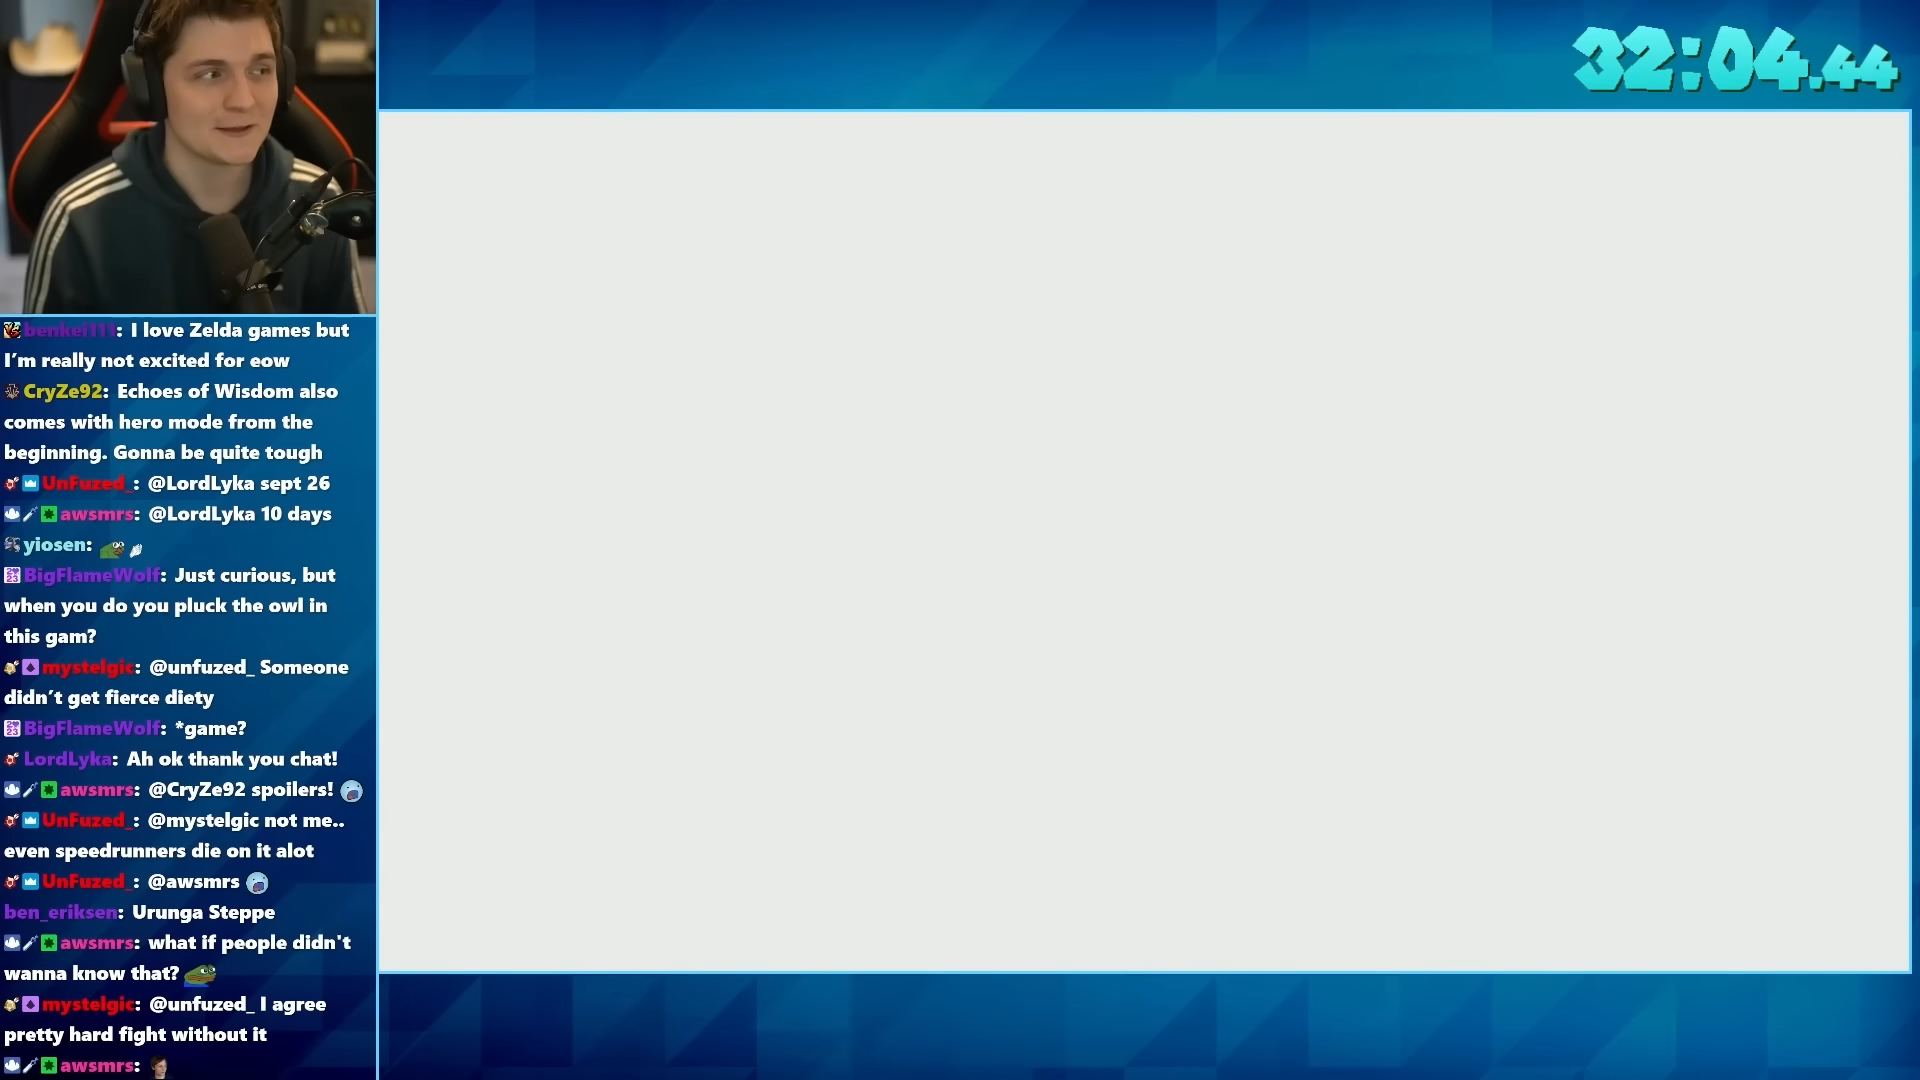 32:04.44
benkei111: I love Zelda games but
I'm really not excited for eow
CryZe92: Echoes of Wisdom also
comes with hero mode from the
beginning. Gonna be quite tough
UnFuzed_: @LordLyka sept 26
awsmrs: @LordLyka 10 days
yiosen:
BigFlameWolf: Just curious, but
when you do you pluck the owl in
this gam?
mystelgic: @unfuzed_ Someone
didn't get fierce diety
BigFlameWolf: *game?
LordLyka: Ah ok thank you chat!
awsmrs: @CryZe92 spoilers!
UnFuzed_: @mystelgic not me..
even speedrunners die on it alot
UnFuzed_: @awsmrs
ben_eriksen: Urunga Steppe
awsmrs: what if people didn't
wanna know that?
mystelgic: @unfuzed_ I agree
pretty hard fight without it
awsmrs: